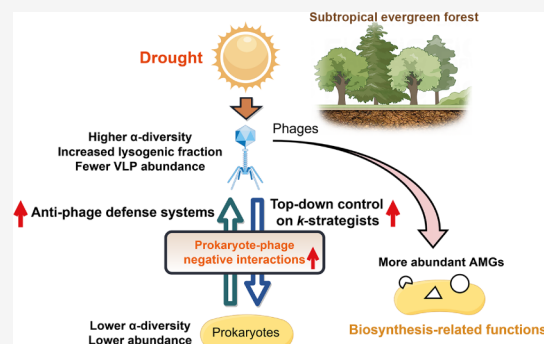 Subtropical evergreen forest
Drought
Higher α-diversity
Increased lysogenic fraction
Fewer VLP abundance
Phages
Anti-phage defense systems
Top-down control
on k-strategists
Prokaryote-phage
negative interactions
More abundant AMGs
Lower α-diversity
Lower abundance
Prokaryotes
Biosynthesis-related functions